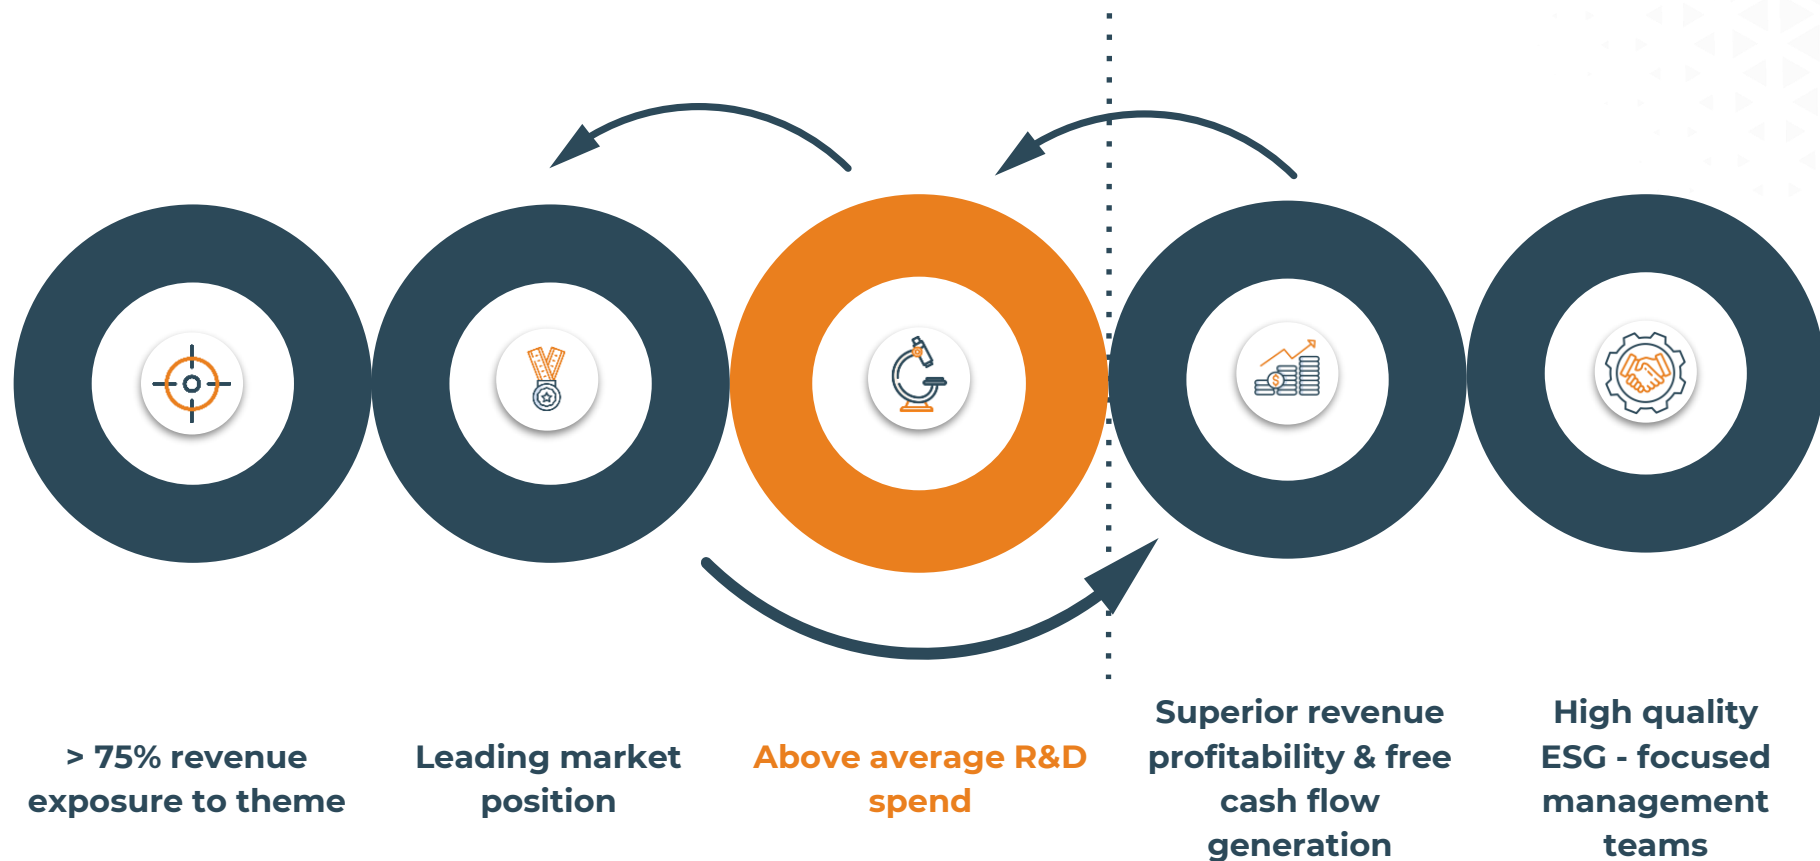 > 75% revenue
exposure to theme
Leading market
position
Above average R&D
spend
Superior revenue
profitability & free
cash flow
generation
High quality
ESG - focused
management
teams
$